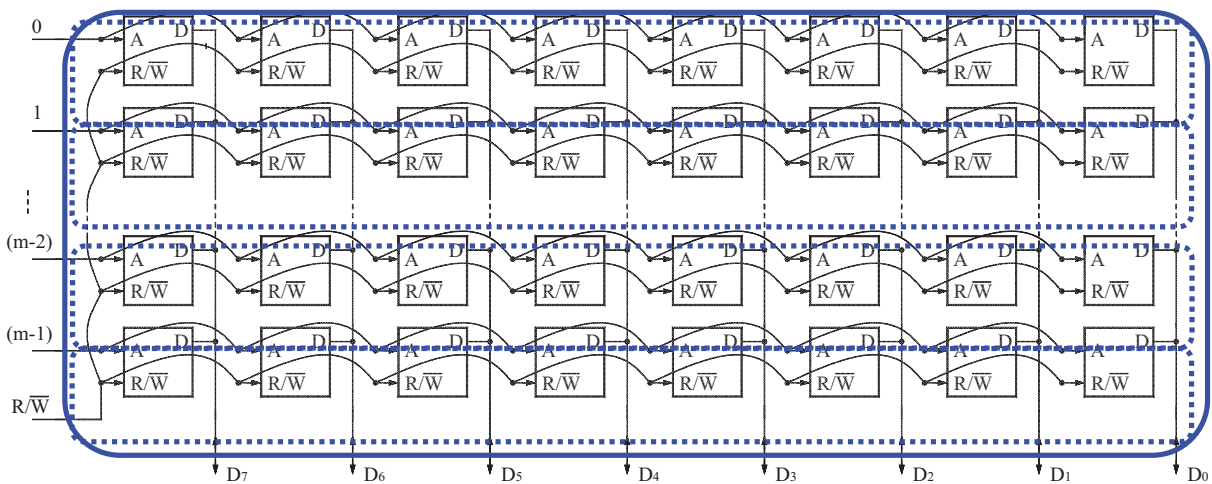 0
A D A D A D A D A D A D A D A D
R/W̅ R/W̅ R/W̅ R/W̅ R/W̅ R/W̅ R/W̅ R/W̅
1
A D A D A D A D A D A D A D A D
R/W̅ R/W̅ R/W̅ R/W̅ R/W̅ R/W̅ R/W̅ R/W̅
(m-2)
A D A D A D A D A D A D A D A D
R/W̅ R/W̅ R/W̅ R/W̅ R/W̅ R/W̅ R/W̅ R/W̅
(m-1)
A D A D A D A D A D A D A D A D
R/W̅ R/W̅ R/W̅ R/W̅ R/W̅ R/W̅ R/W̅ R/W̅
R/W̅
D7 D6 D5 D4 D3 D2 D1 D0